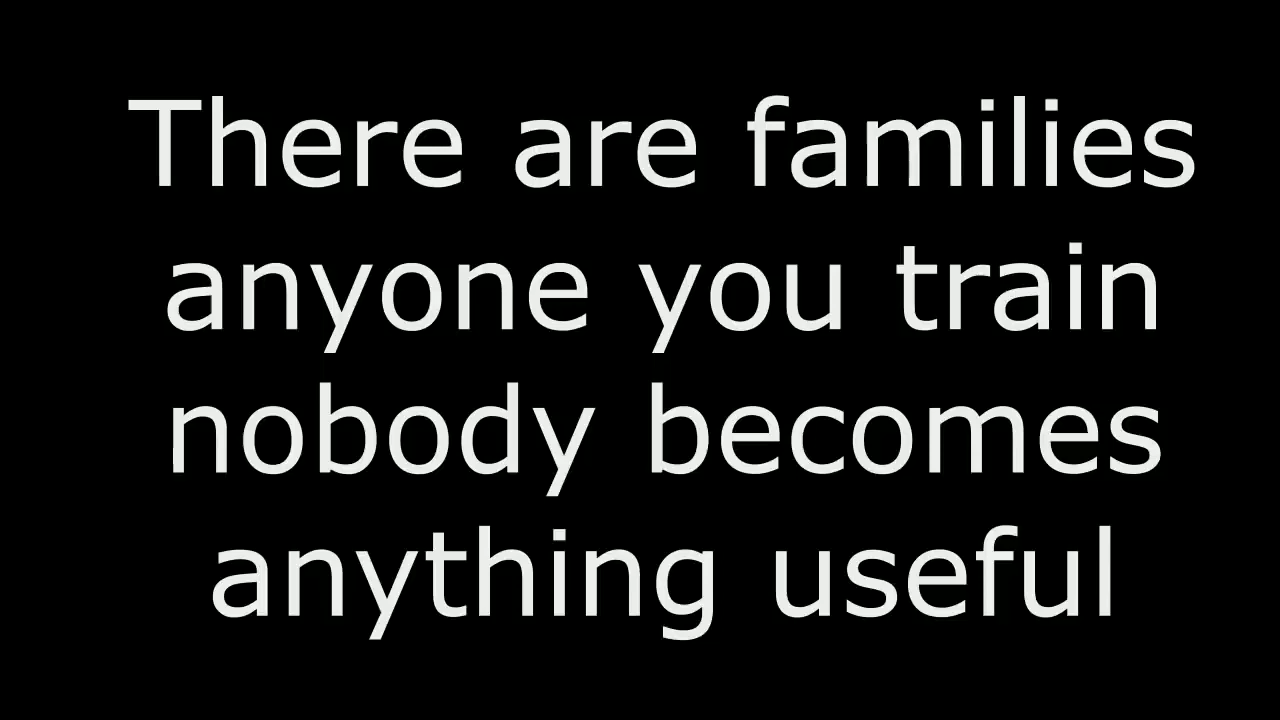 There are families
anyone you train
nobody becomes
anything useful